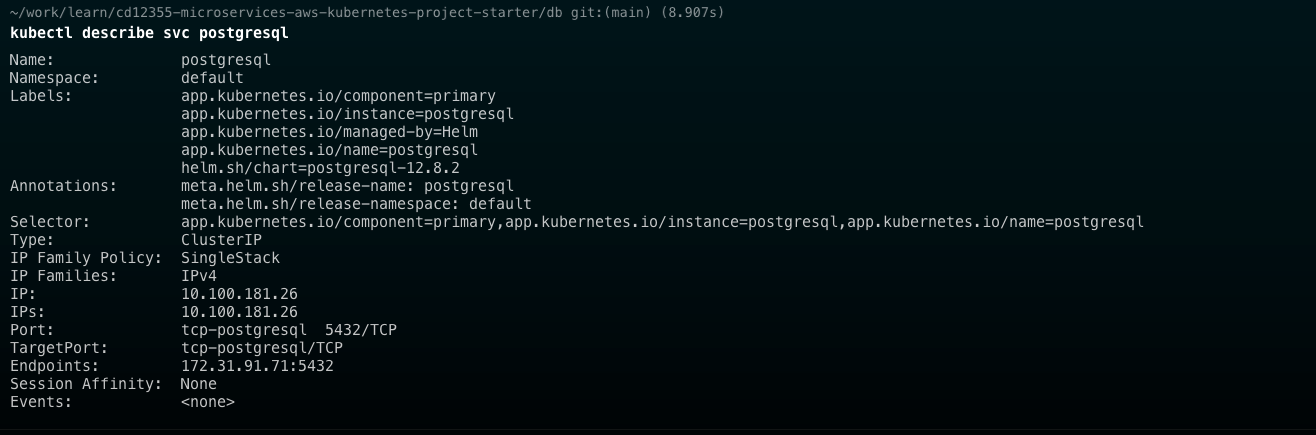 ~/work/learn/cd12355-microservices-aws-kubernetes-project-starter/db git:(main) (8.907s)
kubectl describe svc postgresql
Name:              postgresql
Namespace:         default
Labels:            app.kubernetes.io/component=primary
                   app.kubernetes.io/instance=postgresql
                   app.kubernetes.io/managed-by=Helm
                   app.kubernetes.io/name=postgresql
                   helm.sh/chart=postgresql-12.8.2
Annotations:       meta.helm.sh/release-name: postgresql
                   meta.helm.sh/release-namespace: default
Selector:          app.kubernetes.io/component=primary,app.kubernetes.io/instance=postgresql,app.kubernetes.io/name=postgresql
Type:              ClusterIP
IP Family Policy:  SingleStack
IP Families:       IPv4
IP:                10.100.181.26
IPs:               10.100.181.26
Port:              tcp-postgresql  5432/TCP
TargetPort:        tcp-postgresql/TCP
Endpoints:         172.31.91.71:5432
Session Affinity:  None
Events:            <none>